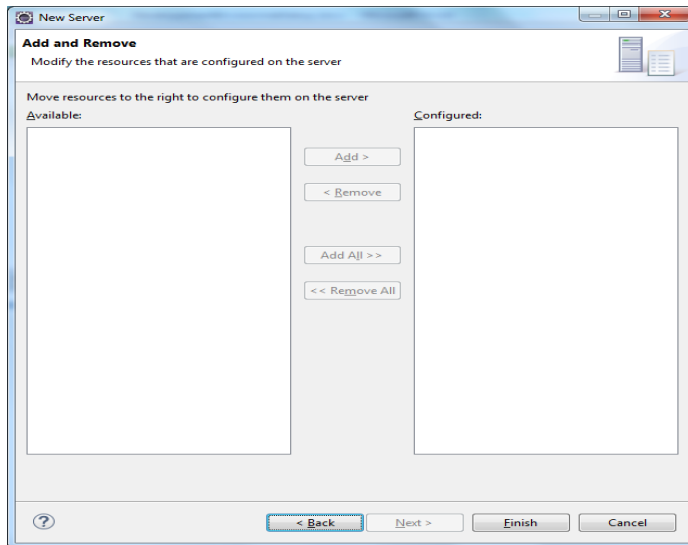 New Server
Add and Remove
Modify the resources that are configured on the server
Move resources to the right to configure them on the server
Available:
Configured:
Add >
< Remove
Add All >>
<< Remove All
?
< Back
Next >
Finish
Cancel